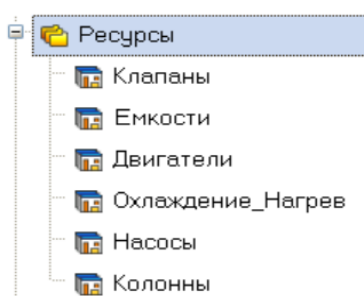 Ресурсы
Клапаны
Емкости
Двигатели
Охлаждение_Нагрев
Насосы
Колонны